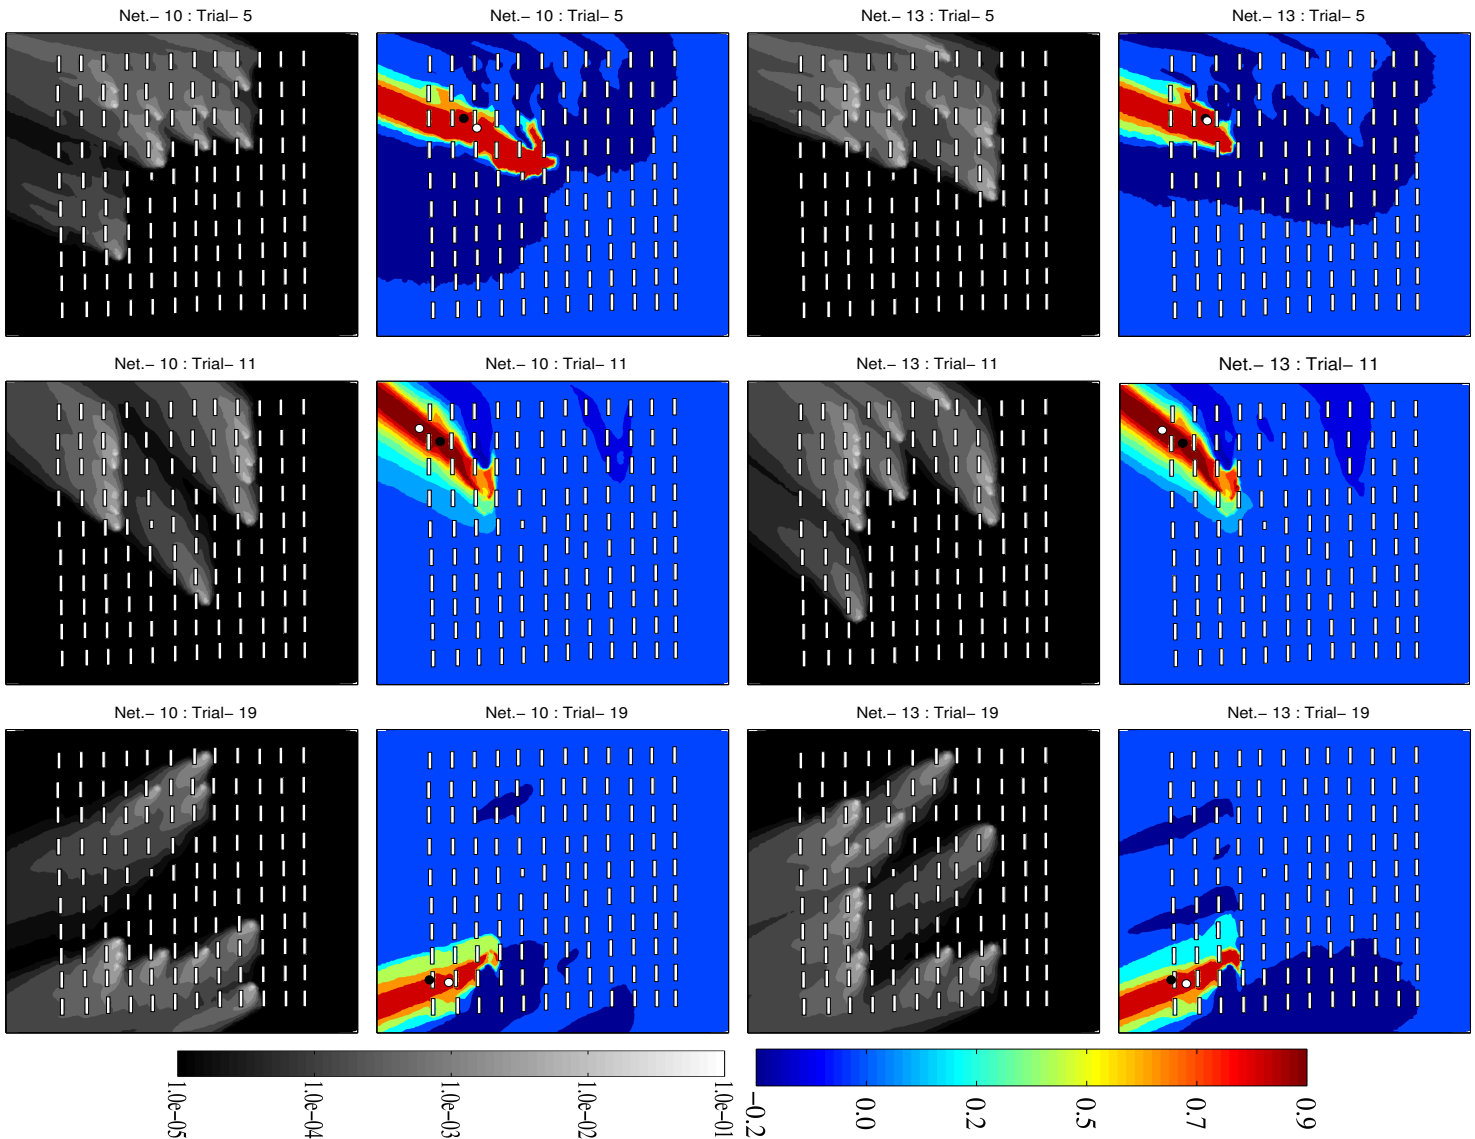 Net.− 10 : Trial− 5
Net.− 10 : Trial− 5
Net.− 13 : Trial− 5
Net.− 13 : Trial− 5
Net.− 10 : Trial− 11
Net.− 10 : Trial− 11
Net.− 13 : Trial− 11
Net.− 13 : Trial− 11
Net.− 10 : Trial− 19
Net.− 10 : Trial− 19
Net.− 13 : Trial− 19
Net.− 13 : Trial− 19
1.0e−05
1.0e−04
1.0e−03
1.0e−02
1.0e−01
−0.2
0.0
0.2
0.5
0.7
0.9